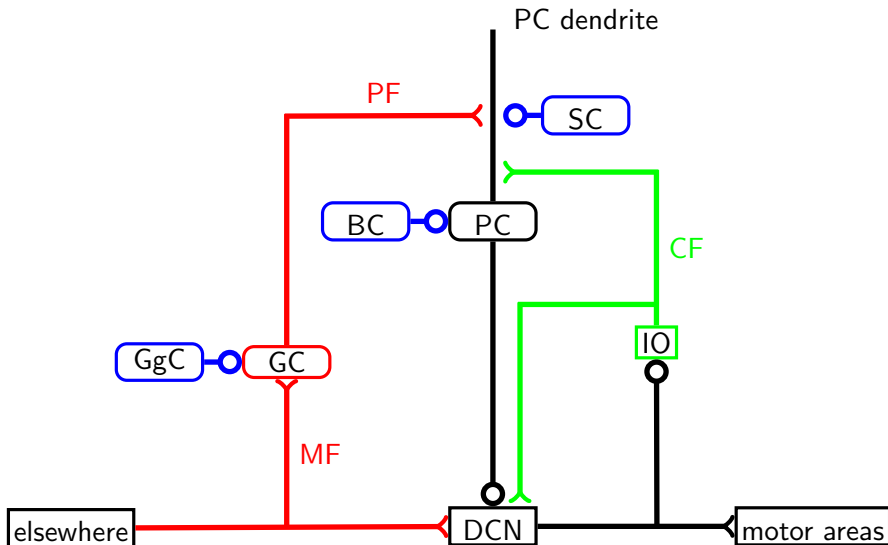 PC dendrite
PF
SC
BC
PC
CF
IO
GgC
GC
MF
elsewhere
DCN
motor areas